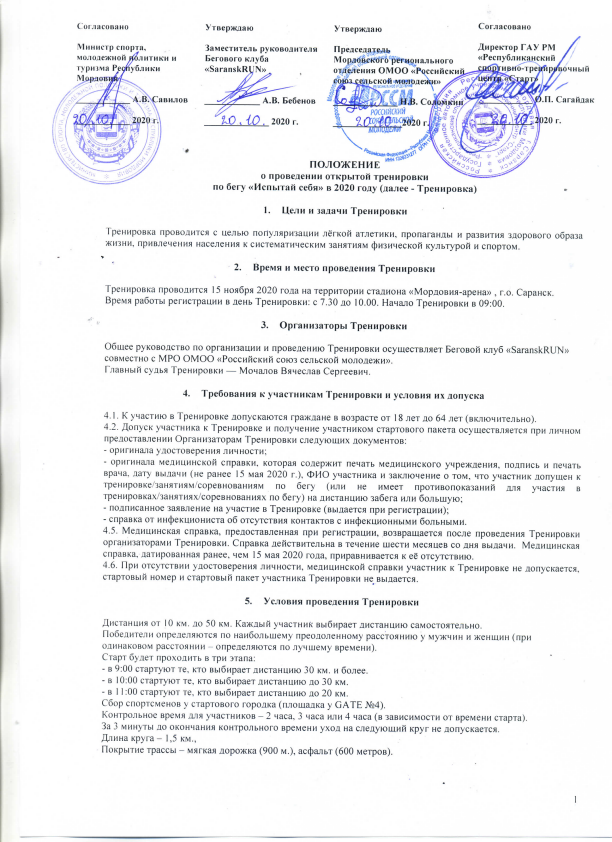 Согласовано
Министр спорта,
молодежной политики и
туризма Республики
Мордовия
А.В. Савилов
20.10. 2020 г.
Утверждаю
Заместитель руководителя
Бегового клуба
«SaranskRUN»
А.В. Бебенов
20.10. 2020 г.
Утверждаю
Председатель
Мордовского регионального
отделения ОМОО «Российский
союз сельской молодежи»
Н.В. Соломкин
20.10. 2020 г.
РССМ
РОССИЙСКИЙ
СОЮЗ СЕЛЬСКОЙ
МОЛОДЕЖИ
Согласовано
Директор ГАУ РМ
«Республиканский
спортивно-тренировочный
центр «Старт»
О.П. Сагайдак
20.10. 2020 г.
ПОЛОЖЕНИЕ
о проведении открытой тренировки
по бегу «Испытай себя» в 2020 году (далее - Тренировка)
1. Цели и задачи Тренировки
Тренировка проводится с целью популяризации лёгкой атлетики, пропаганды и развития здорового образа
жизни, привлечения населения к систематическим занятиям физической культурой и спортом.
2. Время и место проведения Тренировки
Тренировка проводится 15 ноября 2020 года на территории стадиона «Мордовия-арена» , г.о. Саранск.
Время работы регистрации в день Тренировки: с 7.30 до 10.00. Начало Тренировки в 09:00.
3. Организаторы Тренировки
Общее руководство по организации и проведению Тренировки осуществляет Беговой клуб «SaranskRUN»
совместно с МРО ОМОО «Российский союз сельской молодежи».
Главный судья Тренировки — Мочалов Вячеслав Сергеевич.
4. Требования к участникам Тренировки и условия их допуска
4.1. К участию в Тренировке допускаются граждане в возрасте от 18 лет до 64 лет (включительно).
4.2. Допуск участника к Тренировке и получение участником стартового пакета осуществляется при личном
предоставлении Организаторам Тренировки следующих документов:
- оригинала удостоверения личности;
- оригинала медицинской справки, которая содержит печать медицинского учреждения, подпись и печать
врача, дату выдачи (не ранее 15 мая 2020 г.), ФИО участника и заключение о том, что участник допущен к
тренировке/занятиям/соревнованиям по бегу (или не имеет противопоказаний для участия в
тренировках/занятиях/соревнованиях по бегу) на дистанцию забега или большую;
- подписанное заявление на участие в Тренировке (выдается при регистрации);
- справка от инфекциониста об отсутствия контактов с инфекционными больными.
4.5. Медицинская справка, предоставленная при регистрации, возвращается после проведения Тренировки
организаторами Тренировки. Справка действительна в течение шести месяцев со дня выдачи. Медицинская
справка, датированная ранее, чем 15 мая 2020 года, приравнивается к её отсутствию.
4.6. При отсутствии удостоверения личности, медицинской справки участник к Тренировке не допускается,
стартовый номер и стартовый пакет участника Тренировки не выдается.
5. Условия проведения Тренировки
Дистанция от 10 км. до 50 км. Каждый участник выбирает дистанцию самостоятельно.
Победители определяются по наибольшему преодоленному расстоянию у мужчин и женщин (при
одинаковом расстоянии – определяются по лучшему времени).
Старт будет проходить в три этапа:
- в 9:00 стартуют те, кто выбирает дистанцию 30 км. и более.
- в 10:00 стартуют те, кто выбирает дистанцию до 30 км.
- в 11:00 стартуют те, кто выбирает дистанцию до 20 км.
Сбор спортсменов у стартового городка (площадка у GATE №4).
Контрольное время для участников – 2 часа, 3 часа или 4 часа (в зависимости от времени старта).
За 3 минуты до окончания контрольного времени уход на следующий круг не допускается.
Длина круга – 1,5 км.,
Покрытие трассы – мягкая дорожка (900 м.), асфальт (600 метров).
1